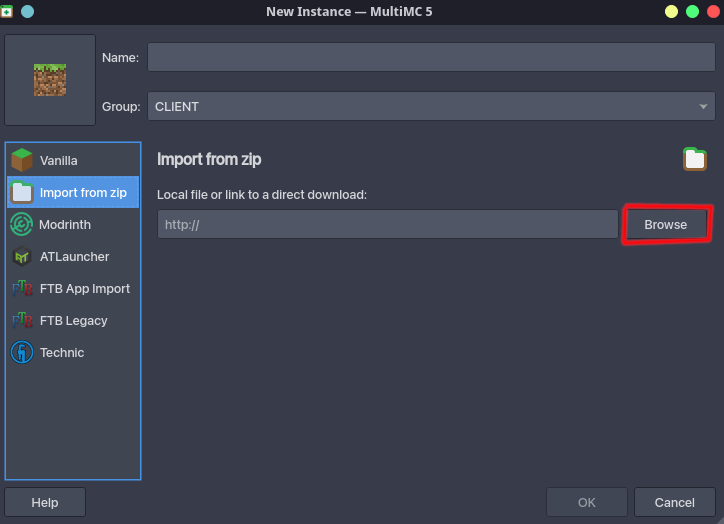 New Instance — MultiMC 5
Name:
Group: CLIENT
Vanilla
Import from zip
Modrinth
ATLauncher
FTB App Import
FTB Legacy
Technic
Import from zip
Local file or link to a direct download:
http:// Browse
Help OK Cancel